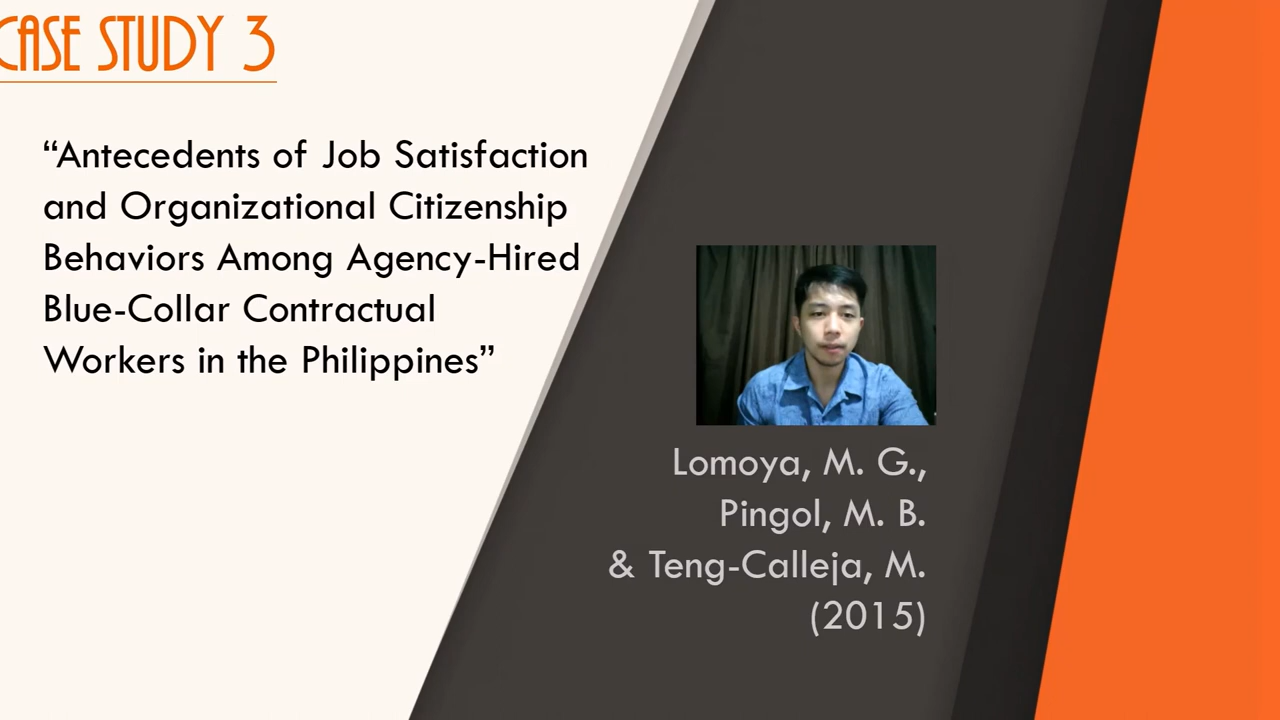 CASE STUDY 3
“Antecedents of Job Satisfaction
and Organizational Citizenship
Behaviors Among Agency-Hired
Blue-Collar Contractual
Workers in the Philippines”
Lomoya, M. G.,
Pingol, M. B.
& Teng-Calleja, M.
(2015)